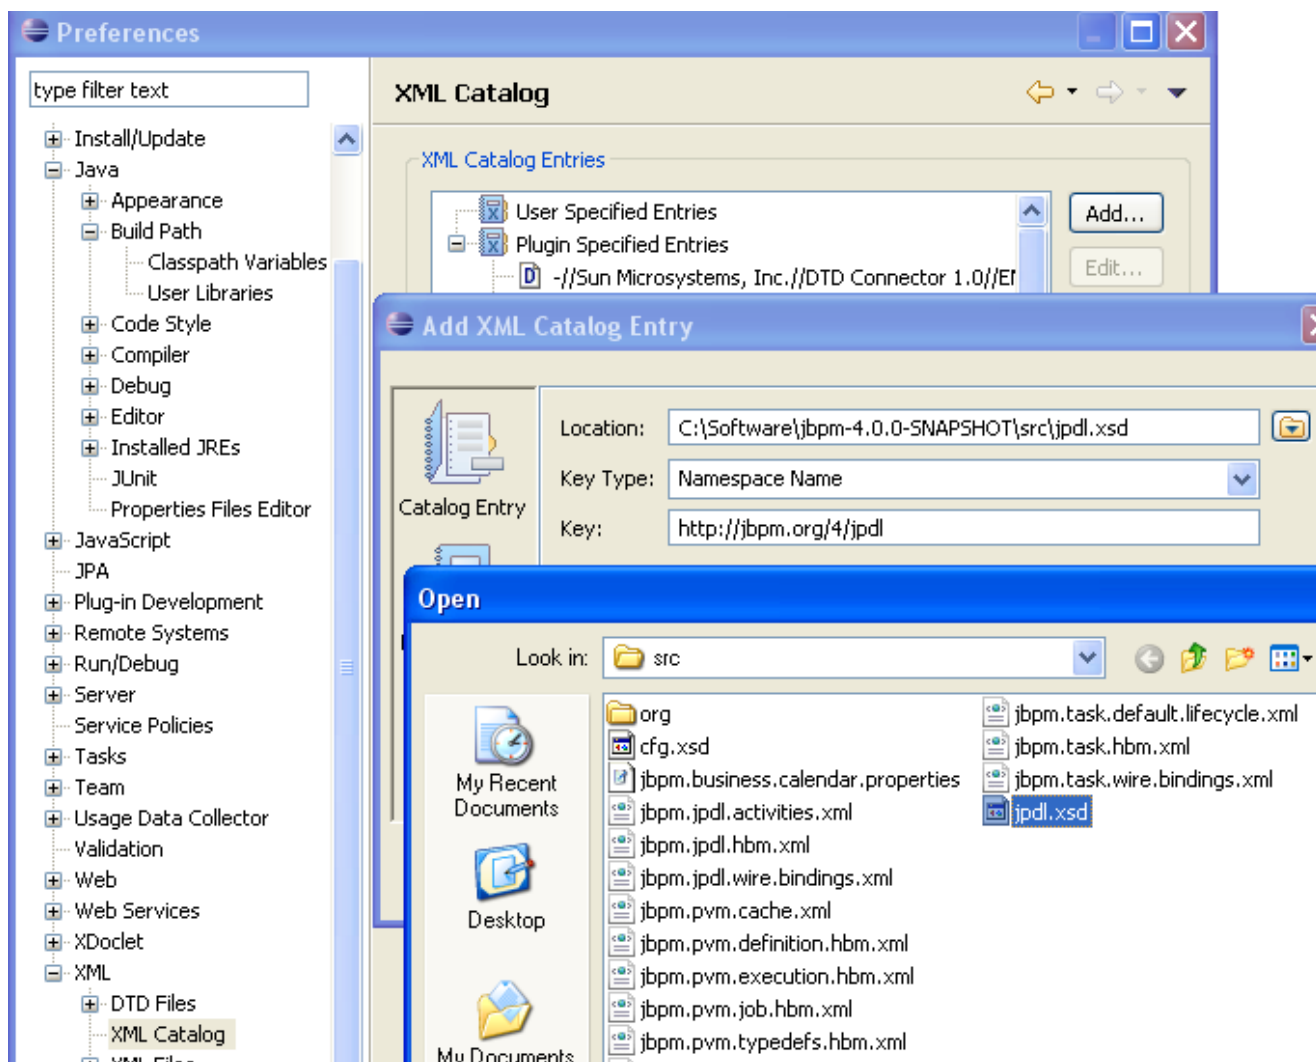 Preferences
type filter text
Install/Update
Java
Appearance
Build Path
Classpath Variables
User Libraries
Code Style
Compiler
Debug
Editor
Installed JREs
JUnit
Properties Files Editor
JavaScript
JPA
Plug-in Development
Remote Systems
Run/Debug
Server
Service Policies
Tasks
Team
Usage Data Collector
Validation
Web
Web Services
XDoclet
XML
DTD Files
XML Catalog
XML Files
XML Catalog
XML Catalog Entries
User Specified Entries
Plugin Specified Entries
-//Sun Microsystems, Inc.//DTD Connector 1.0//EN
Add...
Edit...
Add XML Catalog Entry
Catalog Entry
Location: C:\Software\jbpm-4.0.0-SNAPSHOT\src\jpdl.xsd
Key Type: Namespace Name
Key: http://jbpm.org/4/jpdl
Open
Look in: src
My Recent
Documents
Desktop
My Documents
org
cfg.xsd
jbpm.business.calendar.properties
jbpm.jpdl.activities.xml
jbpm.jpdl.hbm.xml
jbpm.jpdl.wire.bindings.xml
jbpm.pvm.cache.xml
jbpm.pvm.definition.hbm.xml
jbpm.pvm.execution.hbm.xml
jbpm.pvm.job.hbm.xml
jbpm.pvm.typedefs.hbm.xml
jbpm.task.default.lifecycle.xml
jbpm.task.hbm.xml
jbpm.task.wire.bindings.xml
jpdl.xsd